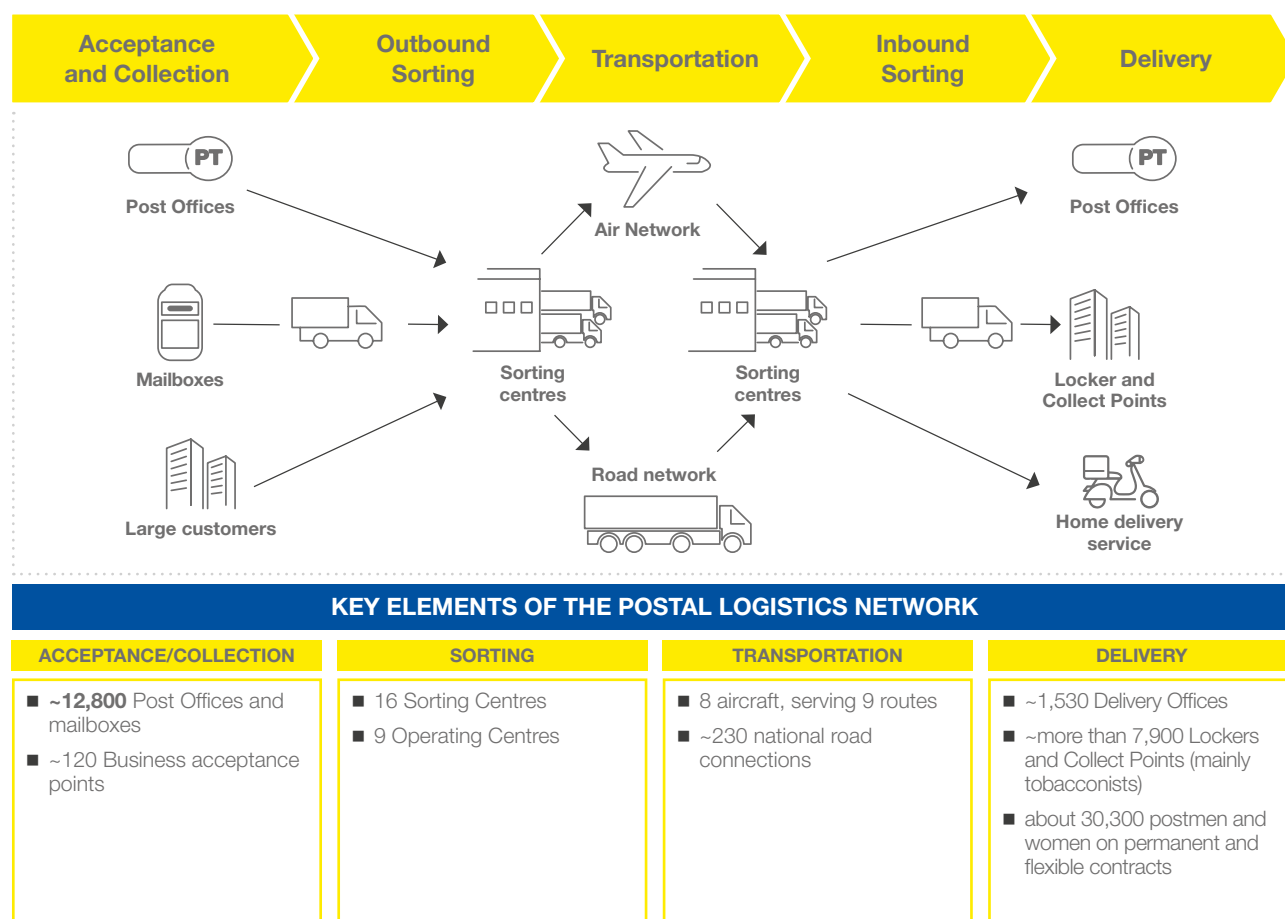 Acceptance
and Collection
Outbound
Sorting
Transportation
Inbound
Sorting
Delivery
PT
Post Offices
Air Network
PT
Post Offices
Mailboxes
Sorting
centres
Sorting
centres
Locker and
Collect Points
Large customers
Road network
Home delivery
service
KEY ELEMENTS OF THE POSTAL LOGISTICS NETWORK
ACCEPTANCE/COLLECTION
■ ~12,800 Post Offices and
mailboxes
■ ~120 Business acceptance
points
SORTING
■ 16 Sorting Centres
■ 9 Operating Centres
TRANSPORTATION
■ 8 aircraft, serving 9 routes
■ ~230 national road
connections
DELIVERY
■ ~1,530 Delivery Offices
■ ~more than 7,900 Lockers
and Collect Points (mainly
tobacconists)
■ about 30,300 postmen and
women on permanent and
flexible contracts